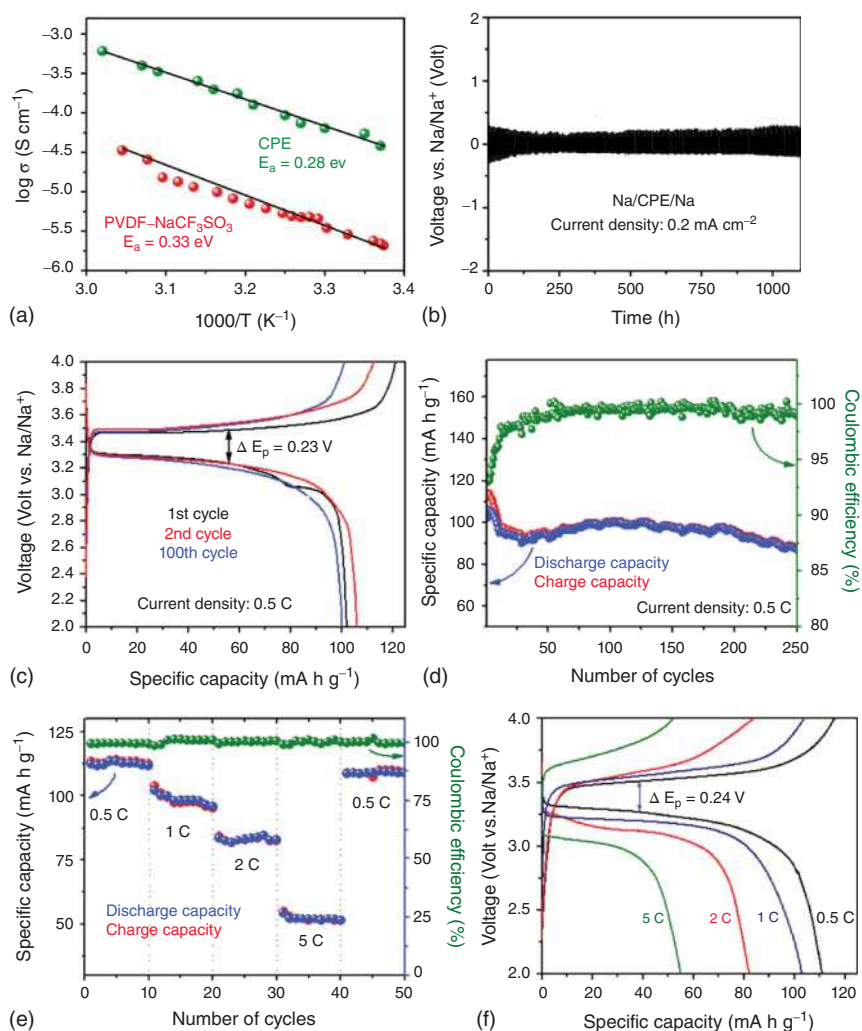 −3.0
−3.5
−4.0
−4.5
−5.0
−5.5
−6.0
log σ (S cm−1)
CPE
Ea = 0.28 ev
PVDF–NaCF3SO3
Ea = 0.33 eV
3.0 3.1 3.2 3.3 3.4
1000/T (K−1)
(a)
2
1
0
−1
−2
Voltage vs. Na/Na+ (Volt)
Na/CPE/Na
Current density: 0.2 mA cm−2
0 250 500 750 1000
Time (h)
(b)
4.0
3.8
3.6
3.4
3.2
3.0
2.8
2.6
2.4
2.2
2.0
Voltage (Volt vs. Na/Na+)
Δ Ep = 0.23 V
1st cycle
2nd cycle
100th cycle
Current density: 0.5 C
0 20 40 60 80 100 120
Specific capacity (mA h g−1)
(c)
160
140
120
100
80
60
Specific capacity (mA h g−1)
100
95
90
85
80
Coulombic efficiency (%)
Discharge capacity
Charge capacity
Current density: 0.5 C
50 100 150 200 250
Number of cycles
(d)
125
100
75
50
Specific capacity (mA h g−1)
100
75
50
25
0
Coulombic efficiency (%)
0.5 C
1 C
2 C
5 C
0.5 C
Discharge capacity
Charge capacity
0 10 20 30 40 50
Number of cycles
(e)
4.0
3.5
3.0
2.5
2.0
Voltage (Volt vs.Na/Na+)
Δ Ep = 0.24 V
5 C 2 C 1 C 0.5 C
0 20 40 60 80 100 120
Specific capacity (mA h g−1)
(f)